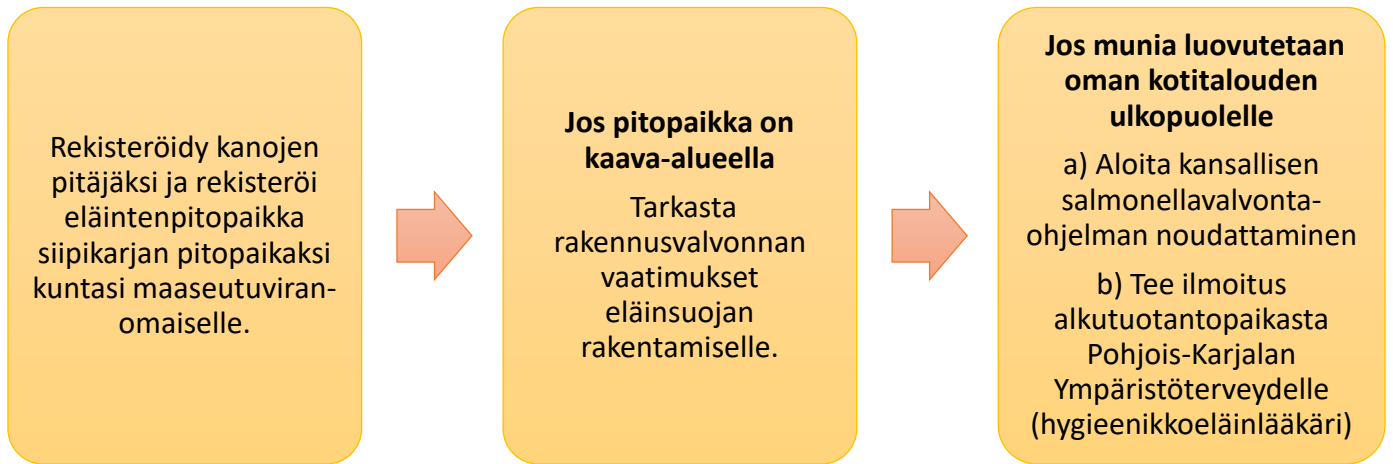 Rekisteröidy kanojen
pitäjäksi ja rekisteröi
eläintenpitopaikka
siipikarjan pitopaikaksi
kuntasi maaseutuviran-
omaiselle.
Jos pitopaikka on
kaava-alueella
Tarkasta
rakennusvalvonnan
vaatimukset
eläinsuojan
rakentamiselle.
Jos munia luovutetaan
oman kotitalouden
ulkopuolelle
a) Aloita kansallisen
salmonellavalvonta-
ohjelman noudattaminen
b) Tee ilmoitus
alkutuotantopaikasta
Pohjois-Karjalan
Ympäristöterveydelle
(hygieenikkoeläinlääkäri)